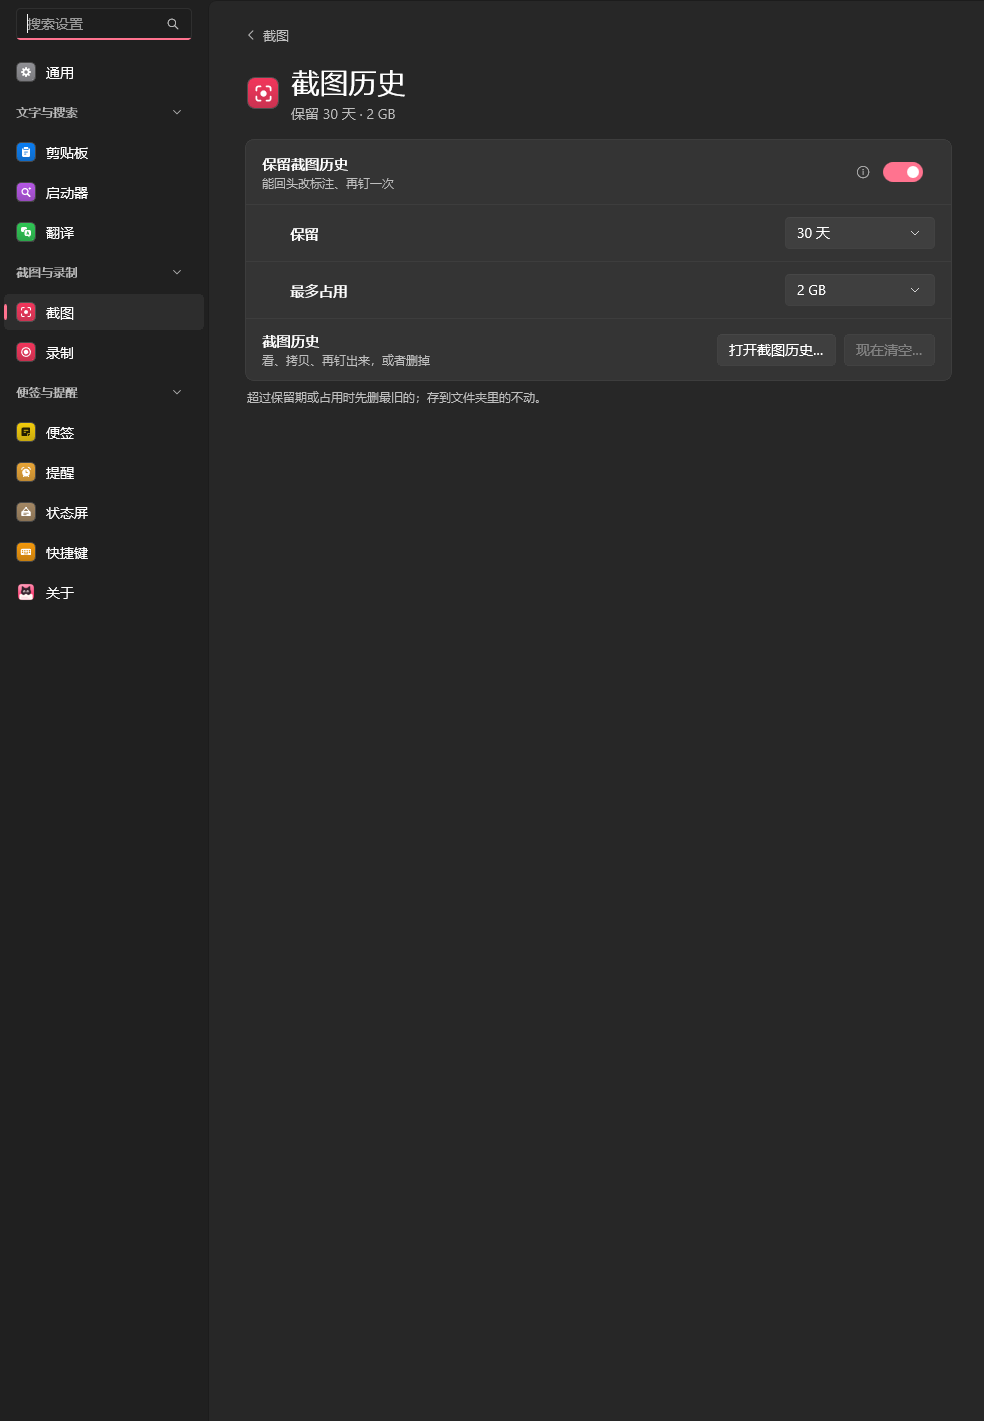 搜索设置
通用
文字与搜索
剪贴板
启动器
翻译
截图与录制
截图
录制
便签与提醒
便签
提醒
状态屏
快捷键
关于
截图
截图历史
保留 30 天 · 2 GB
保留截图历史
能回头改标注、再钉一次
保留
30 天
最多占用
2 GB
截图历史
看、拷贝、再钉出来，或者删掉
打开截图历史...
现在清空...
超过保留期或占用时先删最旧的；存到文件夹里的不动。